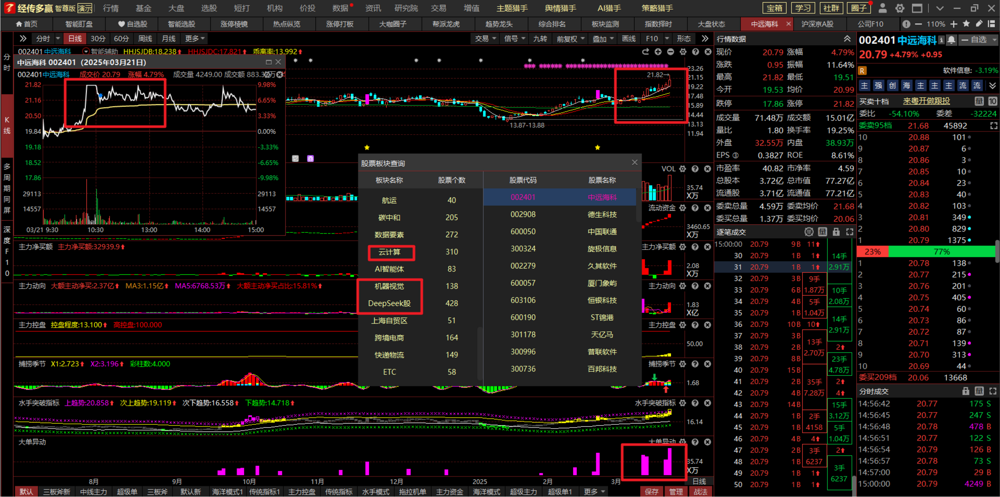 经传多赢 智尊版 演示 行情 基金 大盘 选股 短打 机构 价投 数据 资讯 研究院 交易 增值 主题猎手 舆情猎手 AI猎手 策略猎手 宝箱 学习 社群 圈子
首页 智能盯盘 自选股 智能选股 涨停棱镜 热点纵览 涨停打板 大咖圈子 帮派龙虎 趋势龙头 综合排名 板块监测 指数择时 大盘状态 中远海科 沪深京A股 公司F10 110%
分时 日线 30分 60分 周线 月线 更多 交易 信号 九转 前复权 叠加 画线 F10 形态
分时
K线
多周期同屏
深度F10
002401 中远海科 智能辅助 HHJSJDB:18.238 HHJSJDC:17.821 乖离率:13.992
中远海科 002401（2025年03月21日）
002401中远海科 成交价 20.79 涨幅 4.79% 成交量 4249.00 成交额
21.82 9.98%
21.16 6.65%
20.50 3.33%
19.84 0.00%
19.18 -3.33%
18.52 -6.65%
17.86 -9.98%
29113 29113
14557 14557
03/21 9:30 10:30 13:00 14:00 15:00
21.82→
13.87-13.88
23.26
21.15
19.22
17.48
15.89
14.44
13.13
11.94
VOL
35.74
X万
流动资金
3460.65
X万
主力净买额 主力净买额:32939.9 主力净买额
2.08
X万
主力动向 大额主动净买:2.37亿 MA3:1.15亿 MA5:6768.53万 大额主动净买占比:15.81% 主力动向
1.83
X亿
主力控盘 控盘程度:13.100 高控盘:100.000 主力控盘
50.00
捕捞季节 X1:2.723 X2:3.196 彩柱数:4.000 捕捞季节
1.68
水手突破指标 上趋势:20.858 次上趋势:19.119 次下趋势:16.558 下趋势:14.718 水手突破指标
16.14
大单异动 大单异动
35.74
X万
8月 9月 10月 11月 12月 2025 2月 3月 日线
默认 三板斧新 中线主力 超级单 三板斧 默认新 海洋模式1 传统指标1 主力控盘 传统指标 水手模式 拖拉机单 主力资金 海洋模式 超级主力 超级单1 更多 保存 管理 战法
股票板块查询
板块名称 股票个数 股票代码 股票名称
航运 40
碳中和 205
数据要素 272
云计算 310
AI智能体 83
机器视觉 138
DeepSeek股 428
上海自贸区 51
跨境电商 164
快递物流 149
ETC 58
002401 中远海科
002908 德生科技
600050 中国联通
300324 旋极信息
002279 久其软件
600057 厦门象屿
603106 恒银科技
600190 ST锦港
301178 天亿马
300996 普联软件
300736 百邦科技
行情数据
现价 20.79 涨幅 4.79%
涨跌 0.95 振幅 11.64%
最高 21.82 最低 19.51
今开 19.53 均价 20.99
跌停 17.86 涨停 21.82
成交量 71.48万 成交额 15.01亿
量比 1.80 换手率 19.25%
外盘 32.55万 内盘 38.93万
EPS ③ 0.3827 ROE 8.61%
市盈率 40.82 市净率 4.59
总股本 3.72亿 总市值 77.27亿
流通股 3.71亿 流通值 77.21亿
委卖总量 4.59万 委卖均价 21.68
委买总量 1.37万 委买均价 20.06
逐笔成交
15:00:00 20.79 9B 11
30 20.79 1B 1
31 20.79 1B 1
32 20.79 3B
33 20.79 6B
34 20.79 4B
35 20.79 1B
36 20.79 10B 10
37 20.79 3B
38 20.79 2B 2
39 20.79 8B
40 20.79 15B
41 20.79 2B 2
42 20.79 4B 4
43 20.79 14B
44 20.79 1B
45 20.79 1B
46 20.79 4B 4
47 20.79 2B 2
48 20.79 1B
49 20.79 1B 1
50 20.79 1B 1
9手
1.87万
5手
1.04万
13手
2.70万
35手
7.28万
2手
4158
3手
6237
14手
2.91万
10手
2.08万
14手
2.91万
23手
4.78万
15手
3.12万
5手
1.04万
3手
6237
002401 中远海科 自选
20.79 +4.79% +0.95
R 软件信息: -3.19%
主 强 创 海 主 主 主 流 流
买卖十档 来粤开做跟投 10
委比 -54.10% 委差 -32224
委卖95档 21.68 45892
10 20.88 101
9 20.87 6
8 20.86 3
7 20.85 10
6 20.84 23
5 20.83 40
4 20.82 103
3 20.81 349
2 20.80 829
1 20.79 1375
23% 77%
1 20.78 138
2 20.77 215
3 20.76 201
4 20.75 405
5 20.74 60
6 20.73 86
7 20.72 87
8 20.71 139
9 20.70 313
10 20.69 44
委买209档 20.06 13668
分时成交
14:56:42 20.77 175 S
14:56:45 20.77 247 S
14:56:48 20.78 478 B
14:56:51 20.77 122 S
14:56:54 20.79 126 B
14:56:57 20.78 73 S
14:57:00 20.79 29 B
15:00:00 20.79 4249 B